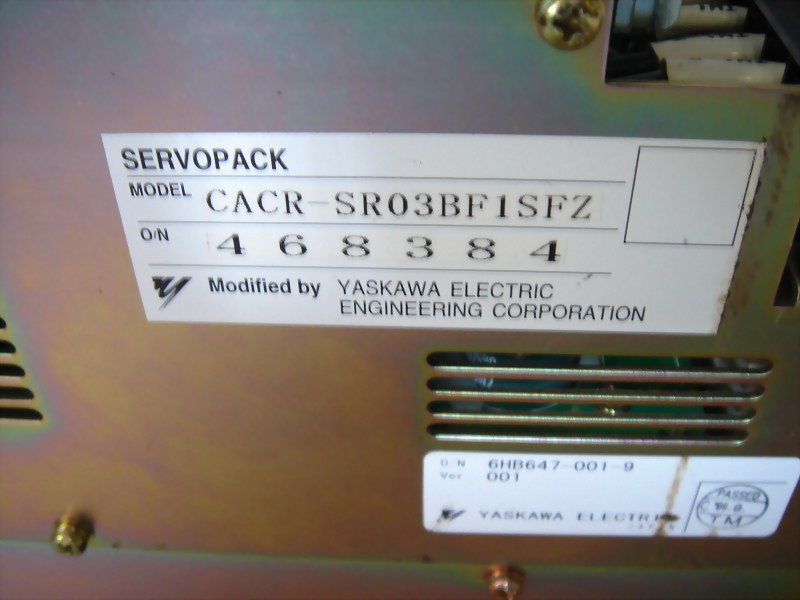 SERVOPACK
MODEL CACR-SR03BF1SFZ
O/N 468384
Modified by YASKAWA ELECTRIC
ENGINEERING CORPORATION
O/N 6HB647-001-9
Ver 001
YASKAWA ELECTRIC
PASSED
TM